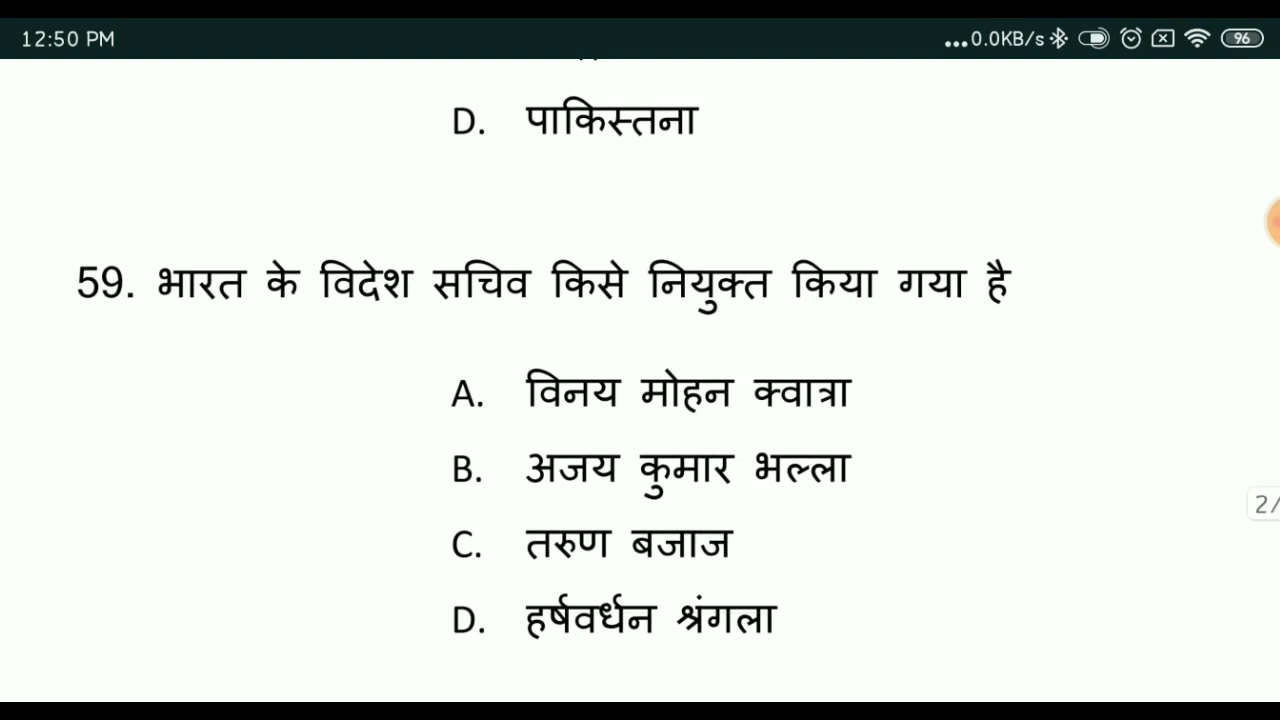 12:50 PM
...0.0KB/s 96
D. पाकिस्तना
59. भारत के विदेश सचिव किसे नियुक्त किया गया है
A. विनय मोहन क्वात्रा
B. अजय कुमार भल्ला
2/
C. तरुण बजाज
D. हर्षवर्धन श्रंगला